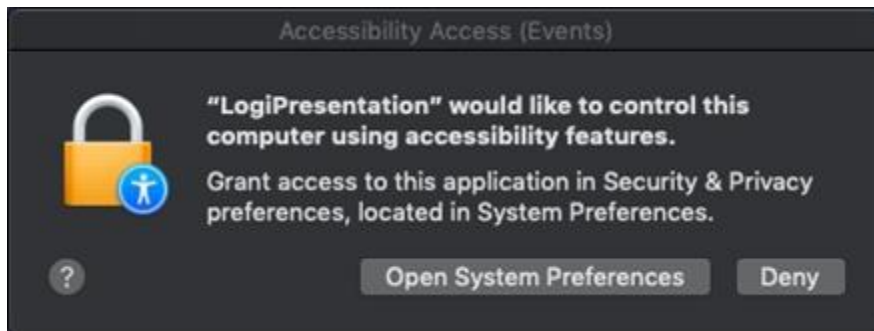 Accessibility Access (Events)
“LogiPresentation” would like to control this
computer using accessibility features.
Grant access to this application in Security & Privacy
preferences, located in System Preferences.
?
Open System Preferences
Deny